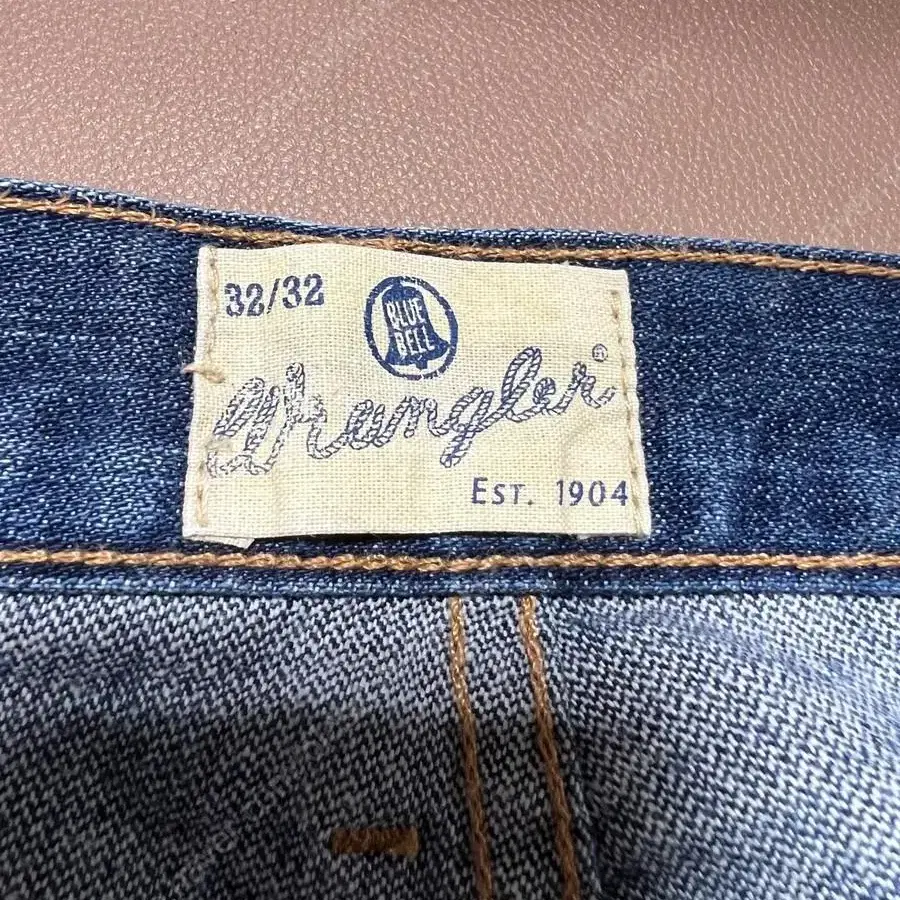 32/32
BLUE
BELL
Wrangler®
EST. 1904